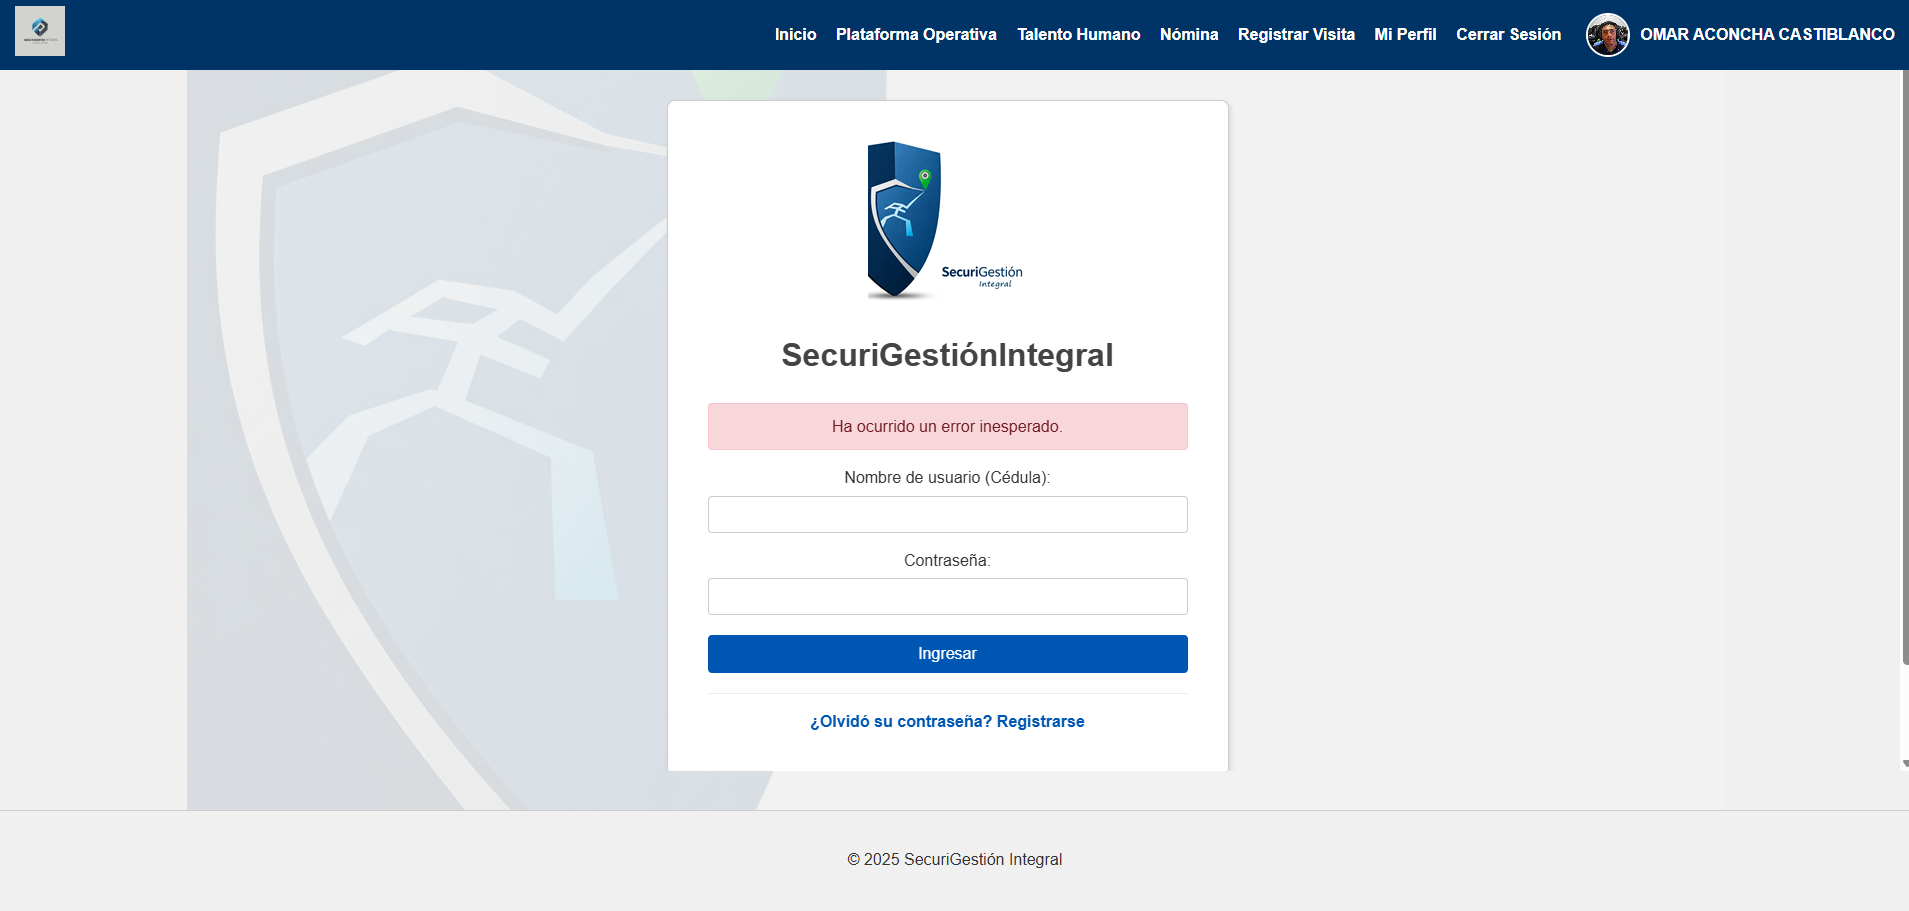 Inicio Plataforma Operativa Talento Humano Nómina Registrar Visita Mi Perfil Cerrar Sesión OMAR ACONCHA CASTIBLANCO
SecuriGestión
Integral
SecuriGestiónIntegral
Ha ocurrido un error inesperado.
Nombre de usuario (Cédula):
Contraseña:
Ingresar
¿Olvidó su contraseña? Registrarse
© 2025 SecuriGestión Integral